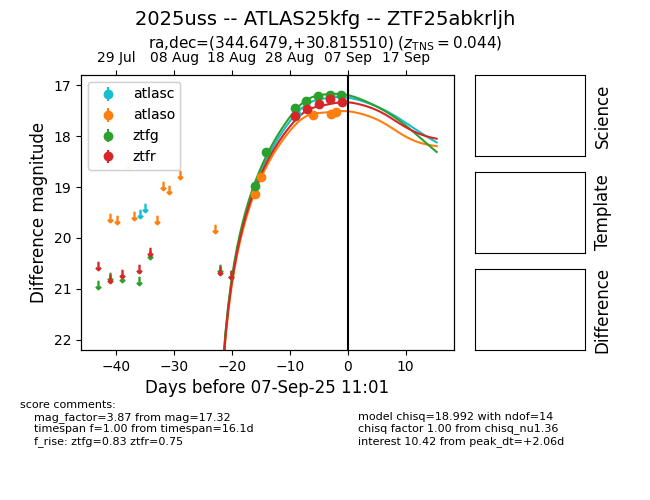 2025uss -- ATLAS25kfg -- ZTF25abkrljh
ra,dec=(344.6479,+30.815510) (z_TNS = 0.044)
29 Jul 08 Aug 18 Aug 28 Aug 07 Sep 17 Sep
17
18
19
20
21
22
Difference magnitude
atlasc
atlaso
ztfg
ztfr
−40 −30 −20 −10 0 10
Days before 07-Sep-25 11:01
Science
Template
Difference
score comments:
mag_factor=3.87 from mag=17.32
timespan f=1.00 from timespan=16.1d
f_rise: ztfg=0.83 ztfr=0.75
model chisq=18.992 with ndof=14
chisq factor 1.00 from chisq_nu1.36
interest 10.42 from peak_dt=+2.06d